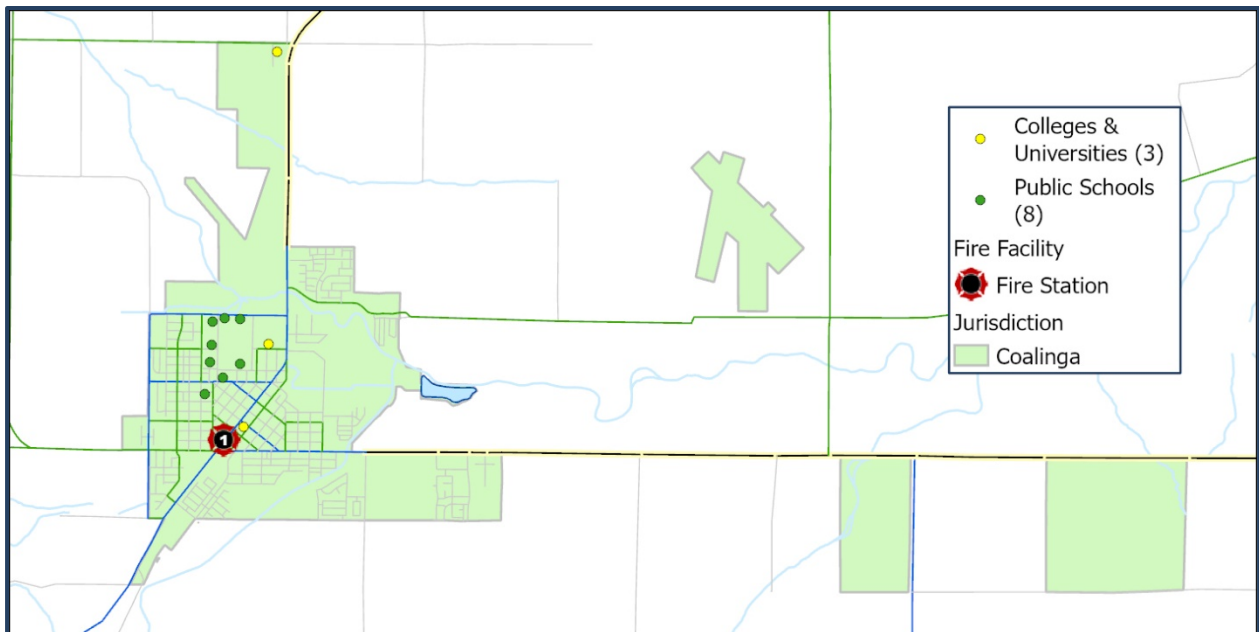 Colleges &
Universities (3)
Public Schools
(8)
Fire Facility
Fire Station
Jurisdiction
Coalinga
1